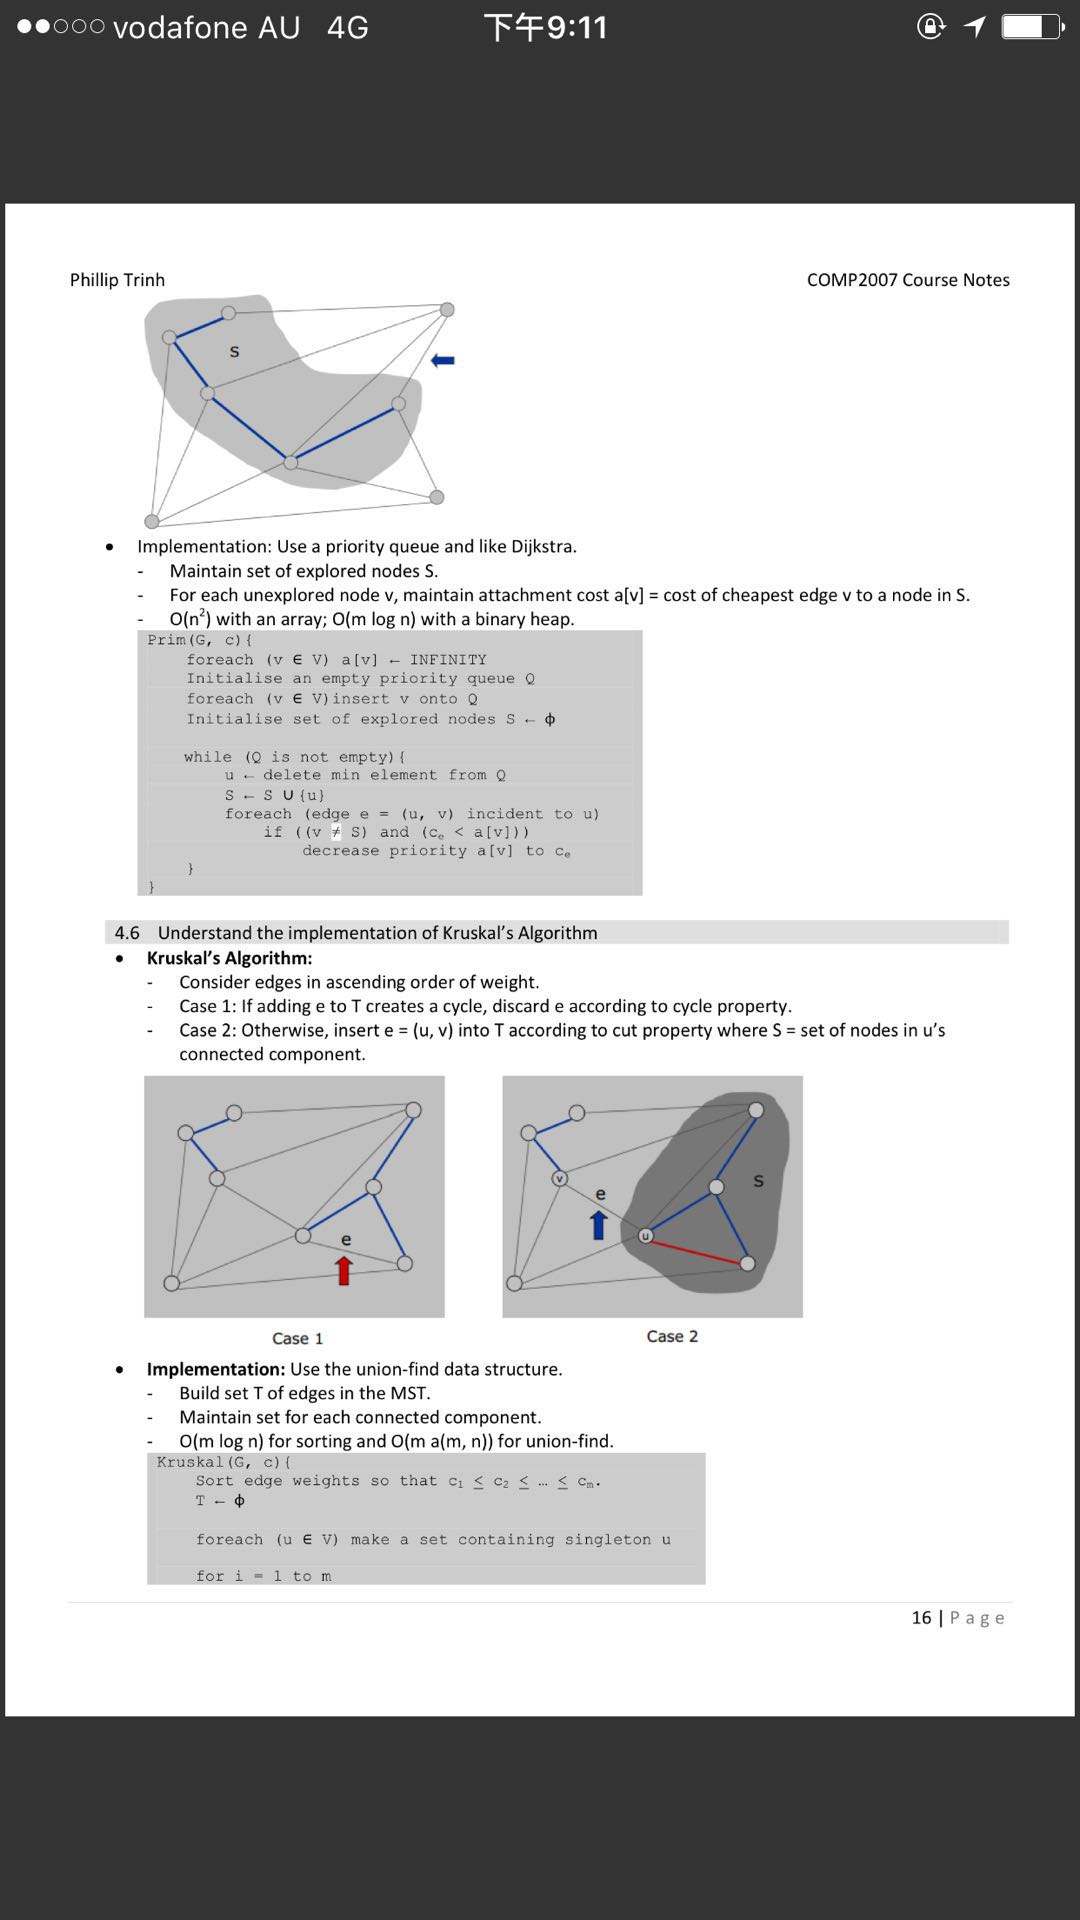 vodafone AU 4G 下午9:11
Phillip Trinh COMP2007 Course Notes
S
• Implementation: Use a priority queue and like Dijkstra.
- Maintain set of explored nodes S.
- For each unexplored node v, maintain attachment cost a[v] = cost of cheapest edge v to a node in S.
- O(n²) with an array; O(m log n) with a binary heap.
Prim(G, c){
foreach (v ∈ V) a[v] ← INFINITY
Initialise an empty priority queue Q
foreach (v ∈ V)insert v onto Q
Initialise set of explored nodes S ← ϕ
while (Q is not empty){
u ← delete min element from Q
S ← S ∪{u}
foreach (edge e = (u, v) incident to u)
if ((v ≠ S) and (cₑ < a[v]))
decrease priority a[v] to cₑ
}
}
4.6 Understand the implementation of Kruskal's Algorithm
• Kruskal's Algorithm:
- Consider edges in ascending order of weight.
- Case 1: If adding e to T creates a cycle, discard e according to cycle property.
- Case 2: Otherwise, insert e = (u, v) into T according to cut property where S = set of nodes in u's
connected component.
e
v
e
u
S
Case 1
Case 2
• Implementation: Use the union-find data structure.
- Build set T of edges in the MST.
- Maintain set for each connected component.
- O(m log n) for sorting and O(m a(m, n)) for union-find.
Kruskal(G, c){
Sort edge weights so that c₁ ≤ c₂ ≤ … ≤ cₘ.
T ← ϕ
foreach (u ∈ V) make a set containing singleton u
for i = 1 to m
16 | Page